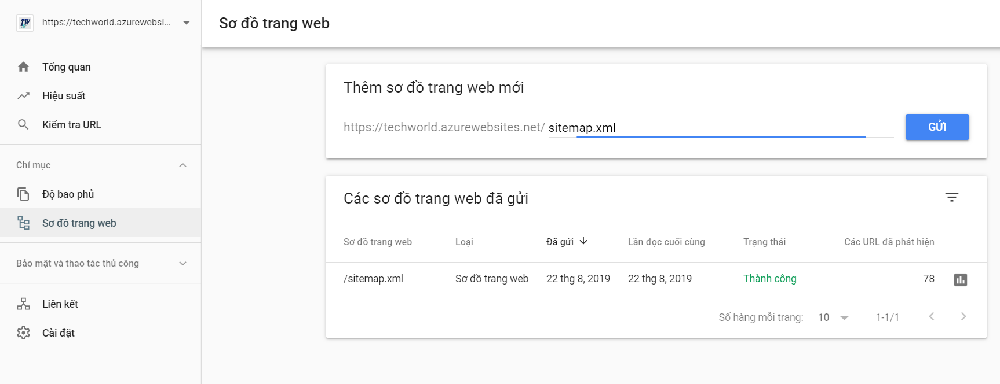 TW
https://techworld.azurewebsi...
Sơ đồ trang web
Tổng quan
Hiệu suất
Kiểm tra URL
Chỉ mục
Độ bao phủ
Sơ đồ trang web
Bảo mật và thao tác thủ công
Liên kết
Cài đặt
Thêm sơ đồ trang web mới
https://techworld.azurewebsites.net/ sitemap.xml
GỬI
Các sơ đồ trang web đã gửi
Sơ đồ trang web Loại Đã gửi Lần đọc cuối cùng Trạng thái Các URL đã phát hiện
/sitemap.xml Sơ đồ trang web 22 thg 8, 2019 22 thg 8, 2019 Thành công 78
Số hàng mỗi trang: 10 1-1/1